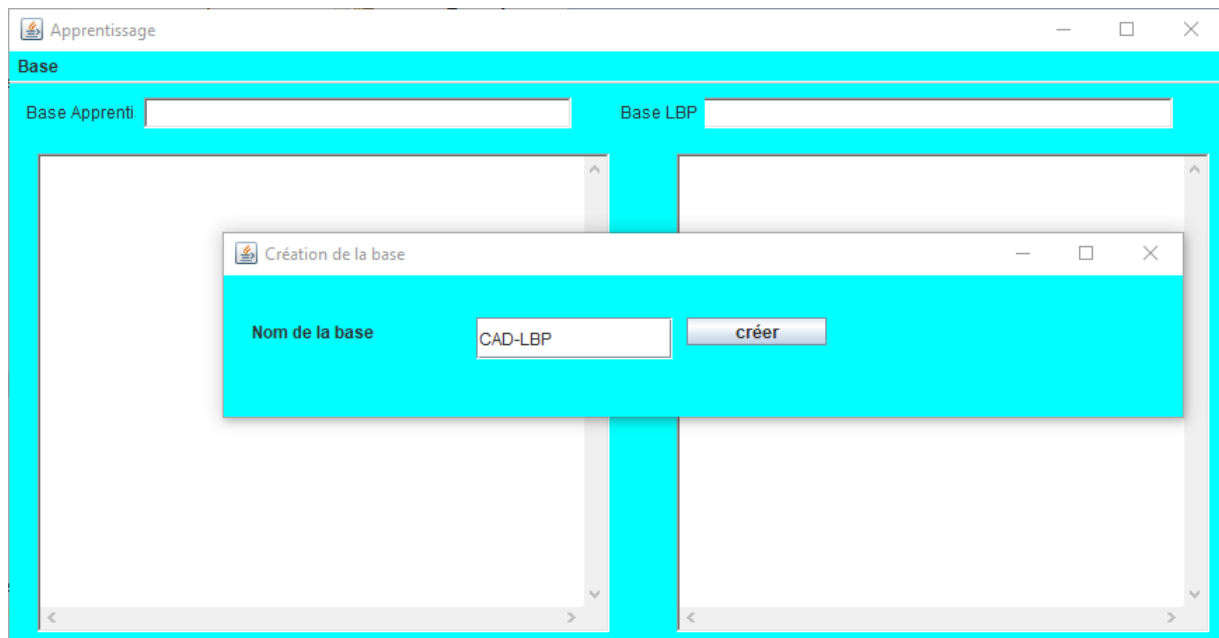 Apprentissage
Base
Base Apprenti
Base LBP
Création de la base
Nom de la base
CAD-LBP
créer